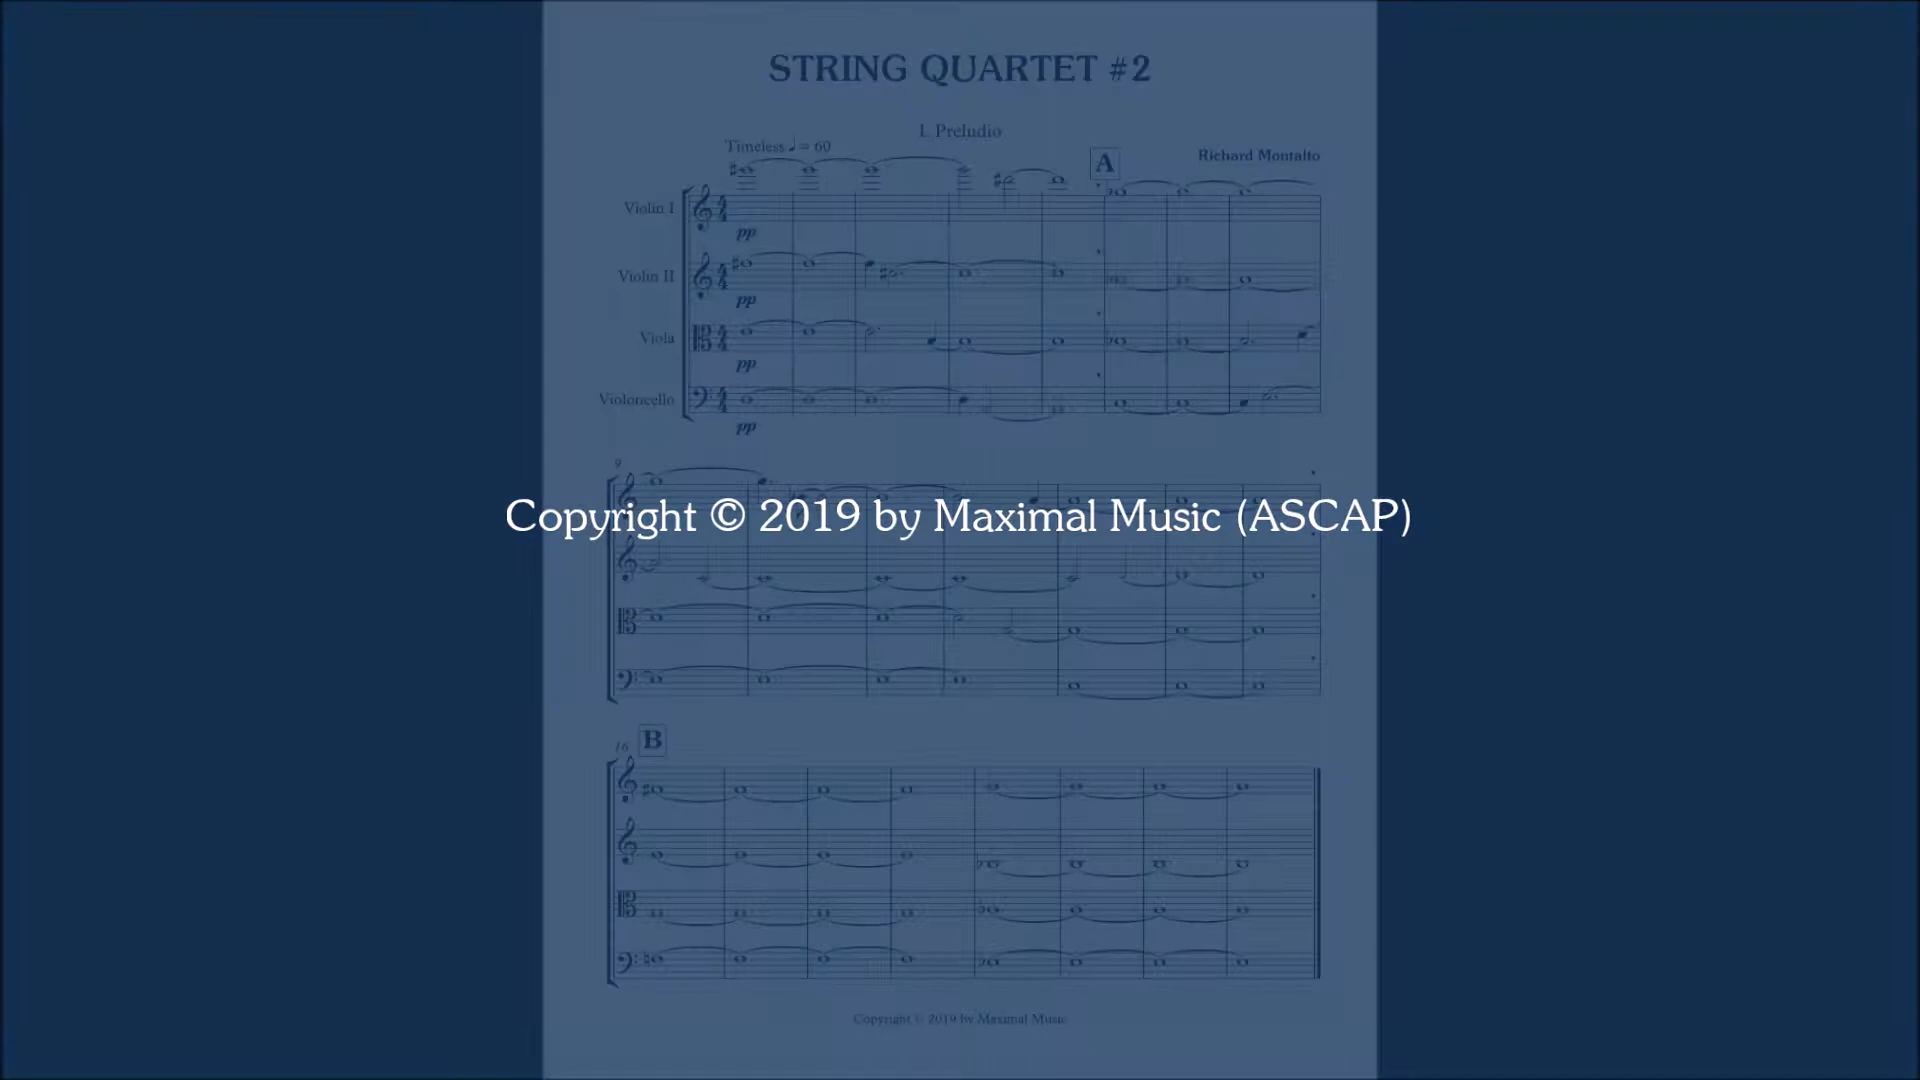 STRING QUARTET #2
I. Preludio
Timeless ♩ = 60
Richard Montalto
A
Violin I
pp
Violin II
pp
Viola
pp
Violoncello
pp
9
Copyright © 2019 by Maximal Music (ASCAP)
16
B
Copyright © 2019 by Maximal Music